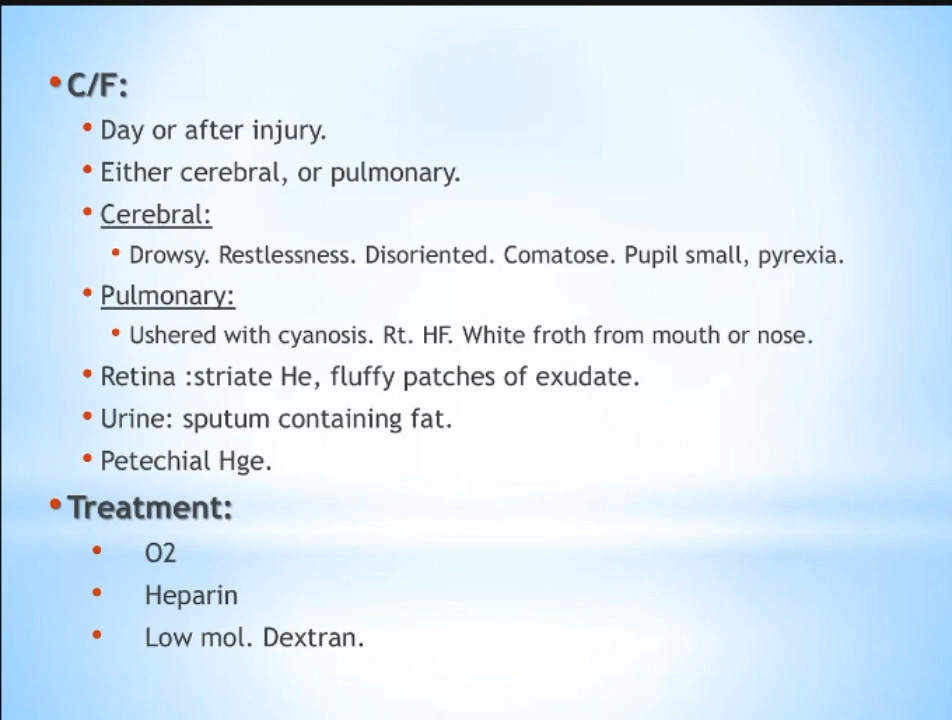 • C/F:
• Day or after injury.
• Either cerebral, or pulmonary.
• Cerebral:
• Drowsy. Restlessness. Disoriented. Comatose. Pupil small, pyrexia.
• Pulmonary:
• Ushered with cyanosis. Rt. HF. White froth from mouth or nose.
• Retina :striate He, fluffy patches of exudate.
• Urine: sputum containing fat.
• Petechial Hge.
• Treatment:
• O2
• Heparin
• Low mol. Dextran.